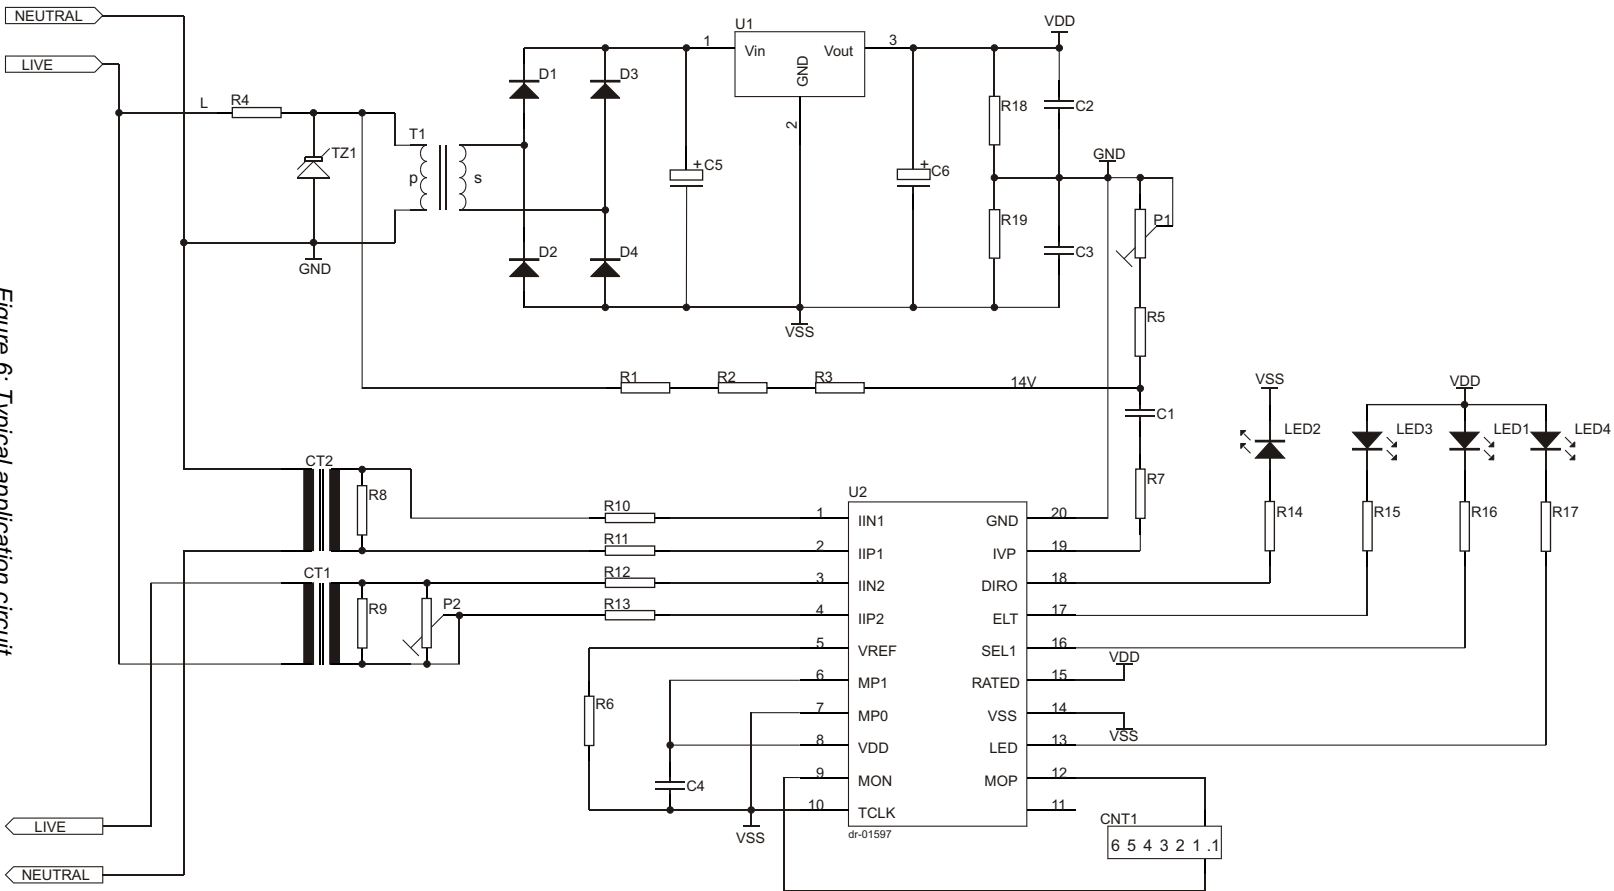 NEUTRAL
LIVE
L
R4
TZ1
GND
T1
p
s
D1
D3
D2
D4
1
U1
Vin
Vout
GND
3
2
+
C5
+
C6
VSS
VDD
R18
C2
GND
R19
C3
P1
R5
R1
R2
R3
14V
C1
R7
VSS
LED2
VDD
LED3
LED1
LED4
R14
R15
R16
R17
CT2
R8
CT1
R9
P2
R10
R11
R12
R13
R6
C4
VSS
U2
1 IIN1 GND 20
2 IIP1 IVP 19
3 IIN2 DIRO 18
4 IIP2 ELT 17
5 VREF SEL1 16
6 MP1 RATED 15
VDD
7 MP0 VSS 14
VSS
8 VDD LED 13
9 MON MOP 12
10 TCLK 11
dr-01597
CNT1
6 5 4 3 2 1 .1
LIVE
NEUTRAL
Figure 6: Typical application circuit